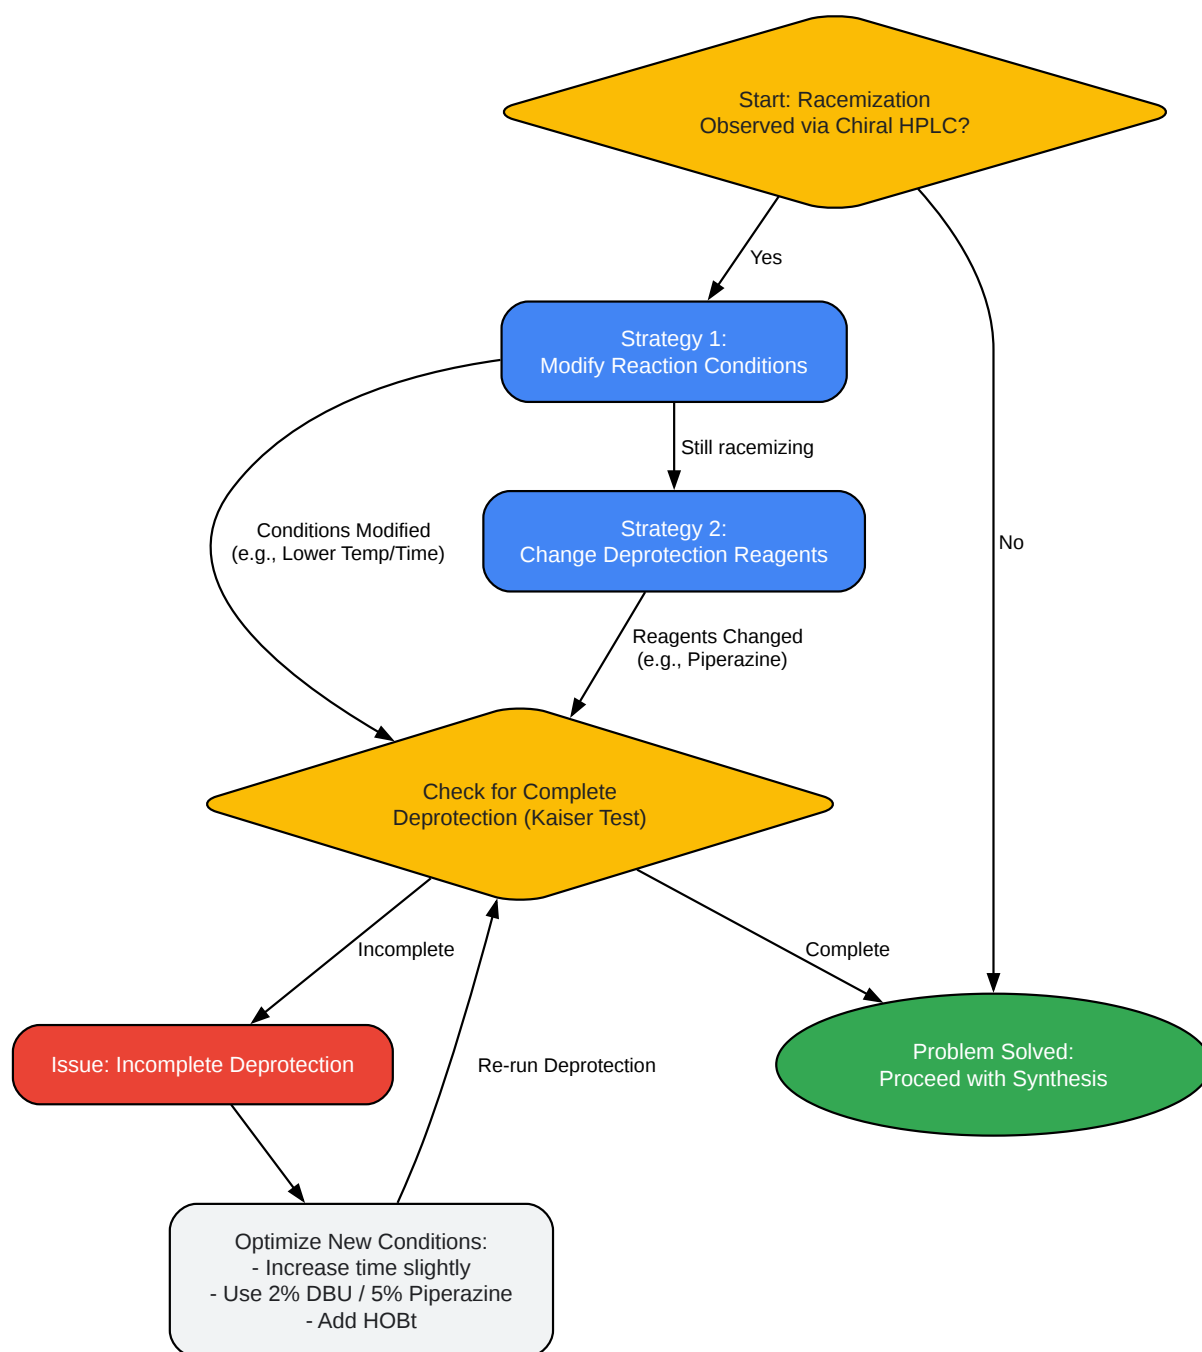 Start: Racemization
Observed via Chiral HPLC?
Yes
Strategy 1:
Modify Reaction Conditions
Still racemizing
Conditions Modified
(e.g., Lower Temp/Time)
Strategy 2:
Change Deprotection Reagents
No
Reagents Changed
(e.g., Piperazine)
Check for Complete
Deprotection (Kaiser Test)
Incomplete
Complete
Issue: Incomplete Deprotection
Re-run Deprotection
Problem Solved:
Proceed with Synthesis
Optimize New Conditions:
- Increase time slightly
- Use 2% DBU / 5% Piperazine
- Add HOBt